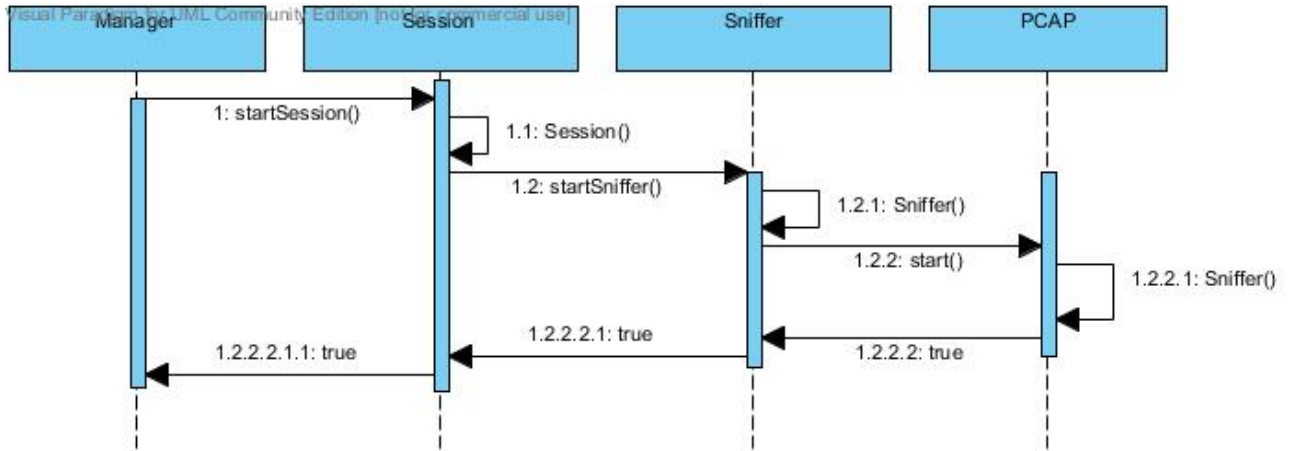 Visual Paradigm for UML Community Edition [not for commercial use]
Manager
Session
Sniffer
PCAP
1: startSession()
1.1: Session()
1.2: startSniffer()
1.2.1: Sniffer()
1.2.2: start()
1.2.2.1: Sniffer()
1.2.2.2: true
1.2.2.2.1: true
1.2.2.2.1.1: true